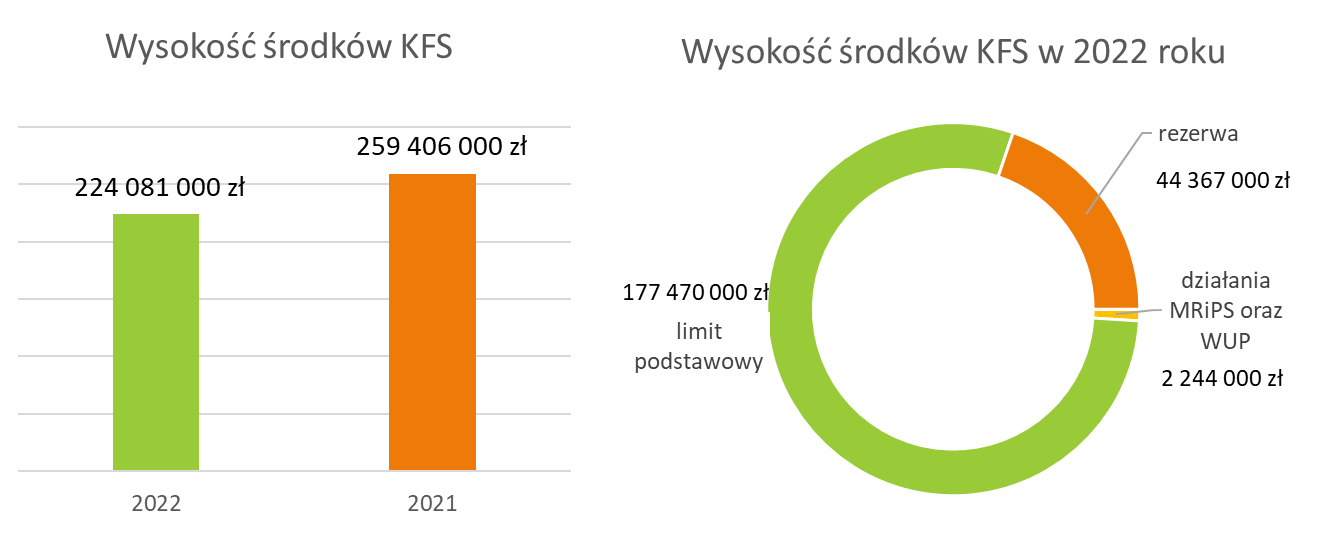 Wysokość środków KFS
259 406 000 zł
224 081 000 zł
2022
2021
Wysokość środków KFS w 2022 roku
rezerwa
44 367 000 zł
działania
MRiPS oraz
WUP
2 244 000 zł
177 470 000 zł
limit
podstawowy